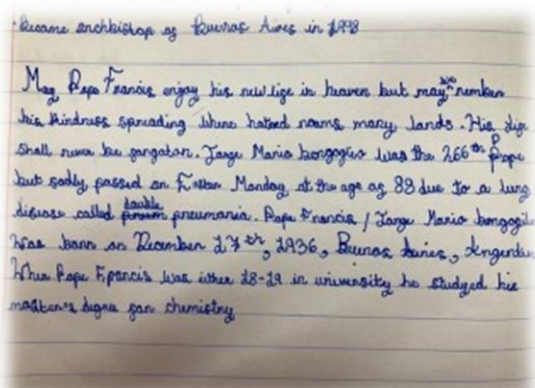 · Became archbishop of Buenos Aires in 1998
May Pope Francis enjoy his new life in heaven but may we remember
his kindness spreading where hatred roams many lands. His life
shall never be forgotten. Jorge Mario borgogiio was the 266th Pope
but sadly passed on Easter Monday at the age of 88 due to a lung
disease called double pneumonia. Pope Francis / Jorge Mario
was born on December 17th, 1936, Buenos Aires,
When Pope Francis was either 18-19 in university he studyed his
master's degree for chemistry